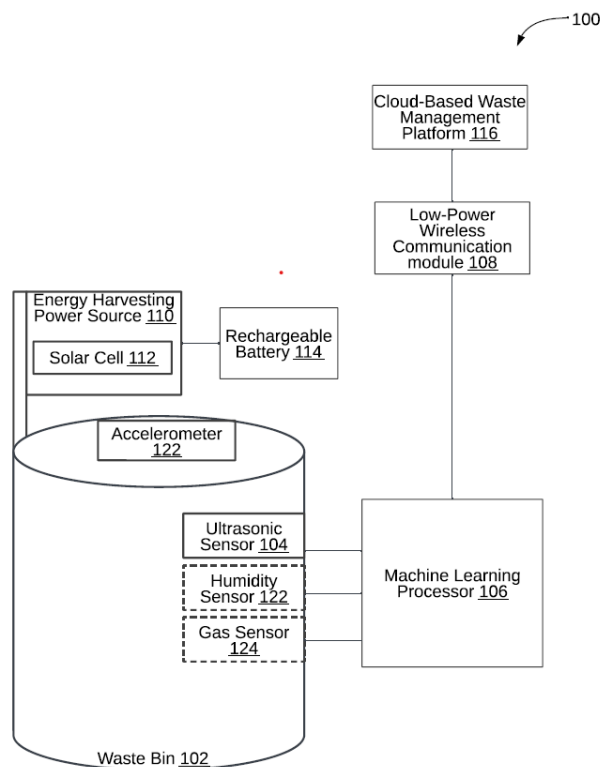 100
Cloud-Based Waste
Management
Platform 116
Low-Power
Wireless
Communication
module 108
Energy Harvesting
Power Source 110
Solar Cell 112
Rechargeable
Battery 114
Accelerometer
122
Ultrasonic
Sensor 104
Humidity
Sensor 122
Gas Sensor
124
Machine Learning
Processor 106
Waste Bin 102